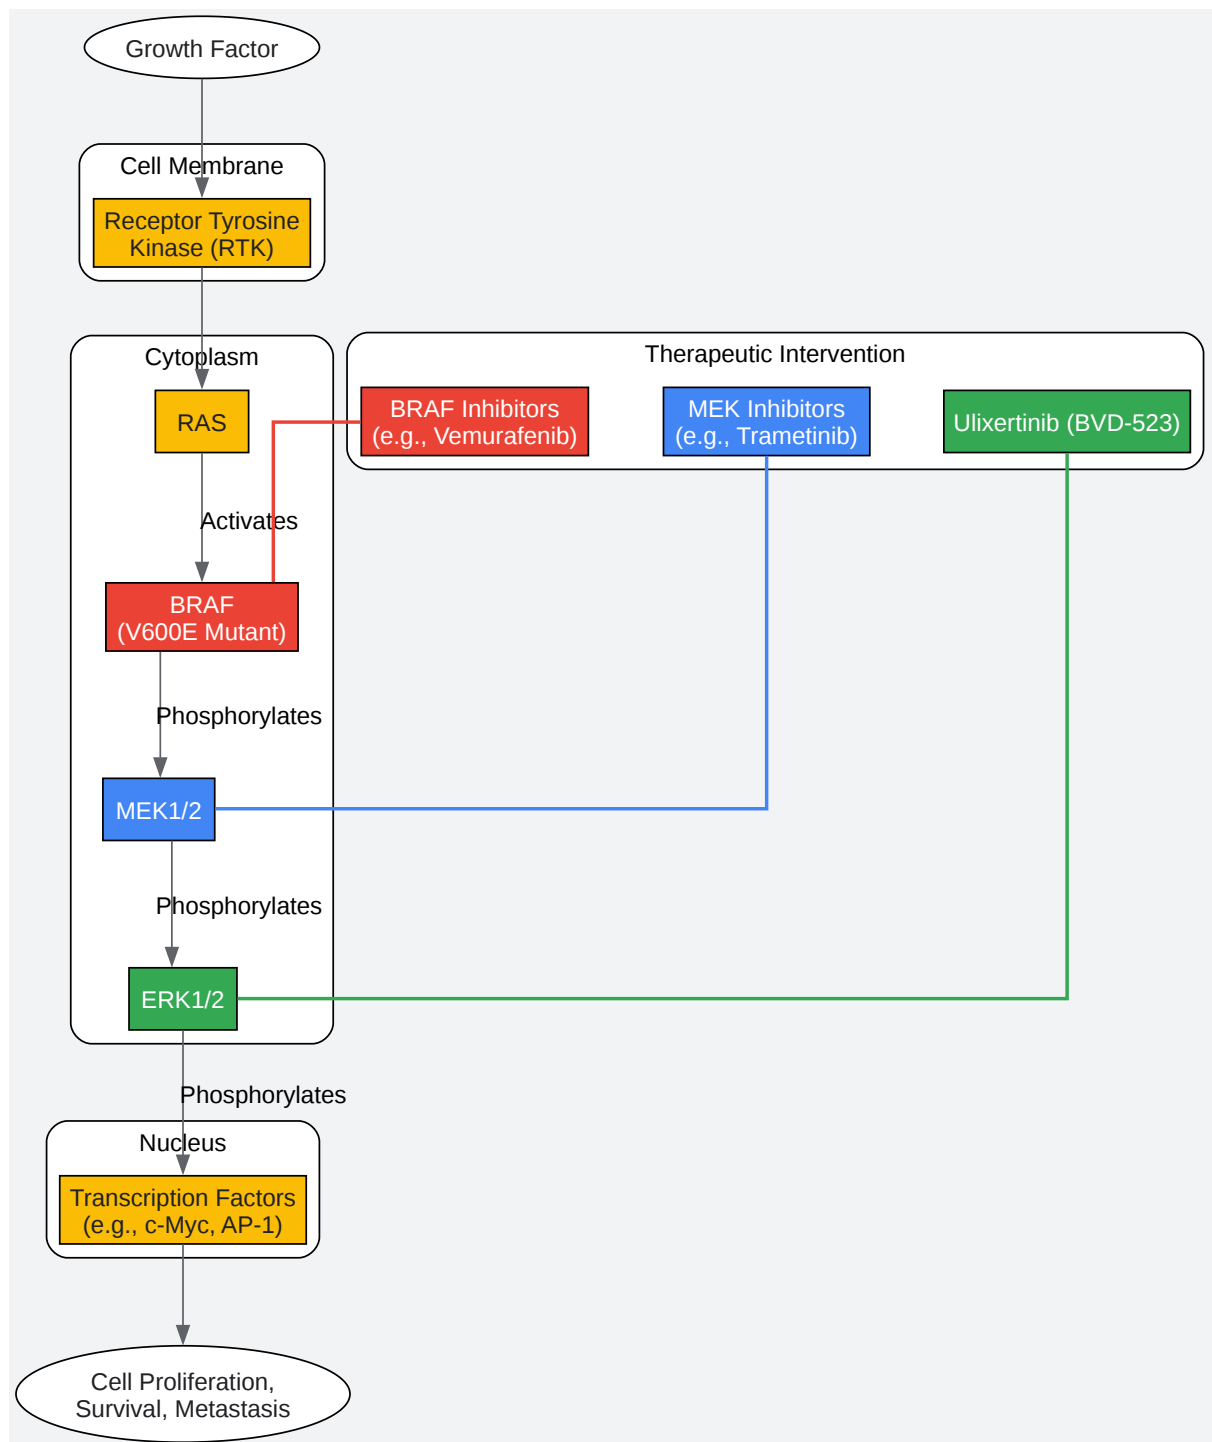 Growth Factor
Cell Membrane
Receptor Tyrosine
Kinase (RTK)
Cytoplasm
RAS
Activates
BRAF
(V600E Mutant)
Phosphorylates
MEK1/2
Phosphorylates
ERK1/2
Therapeutic Intervention
BRAF Inhibitors
(e.g., Vemurafenib)
MEK Inhibitors
(e.g., Trametinib)
Ulixertinib (BVD-523)
Phosphorylates
Nucleus
Transcription Factors
(e.g., c-Myc, AP-1)
Cell Proliferation,
Survival, Metastasis